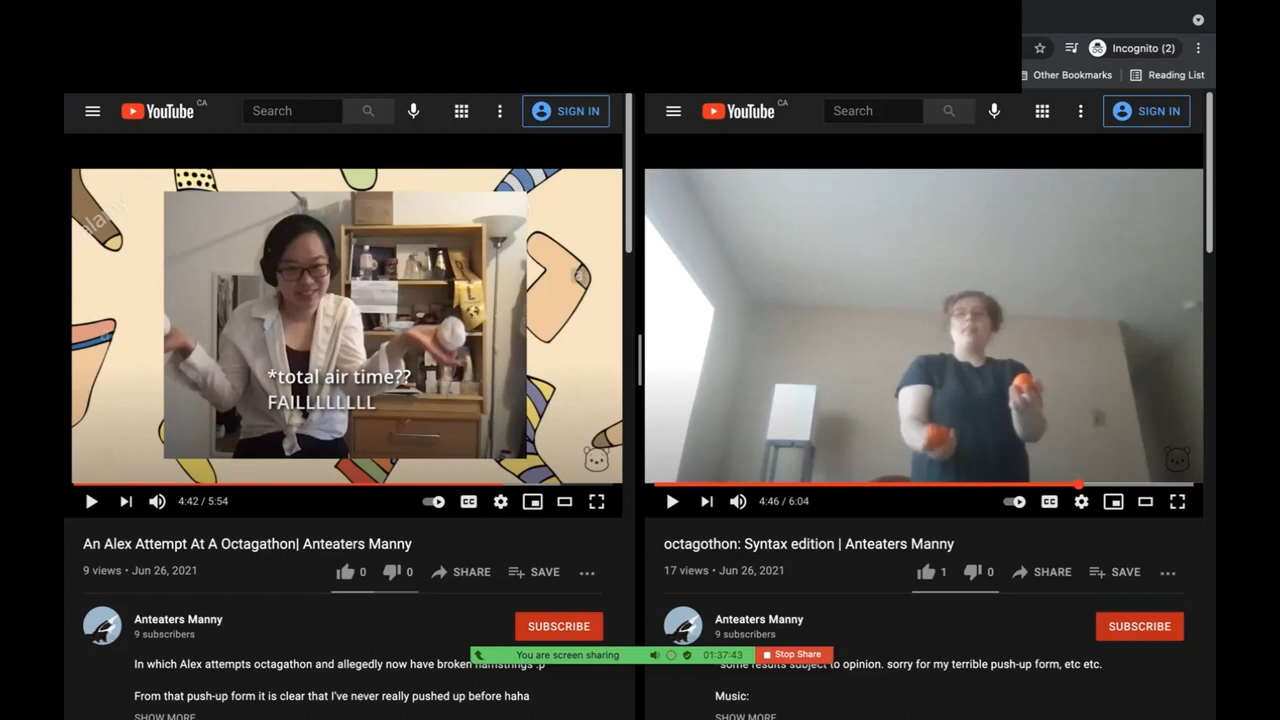 Incognito (2)
Other Bookmarks
Reading List
YouTube CA
Search
SIGN IN
YouTube CA
Search
SIGN IN
alamy
*total air time??
FAILLLLLLLL
4:42 / 5:54
CC
4:46 / 6:04
CC
An Alex Attempt At A Octagathon| Anteaters Manny
9 views • Jun 26, 2021
0
0
SHARE
SAVE
octagothon: Syntax edition | Anteaters Manny
17 views • Jun 26, 2021
1
0
SHARE
SAVE
Anteaters Manny
9 subscribers
SUBSCRIBE
Anteaters Manny
9 subscribers
SUBSCRIBE
You are screen sharing
01:37:43
Stop Share
In which Alex attempts octagathon and allegedly now have broken hamstrings :p
From that push-up form it is clear that I've never really pushed up before haha
SHOW MORE
some results subject to opinion. sorry for my terrible push-up form, etc etc.
Music:
SHOW MORE